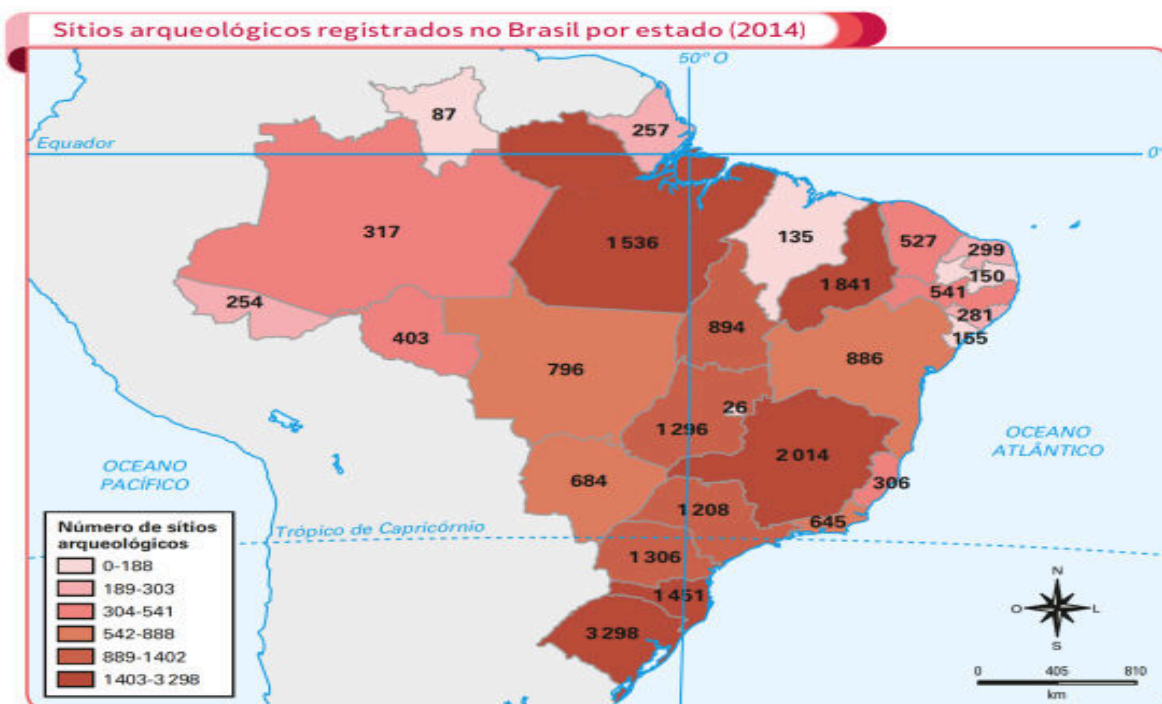 Sítios arqueológicos registrados no Brasil por estado (2014)
50° O
87
257
Equador
0°
317
1 536
135
527
299
150
1 841
541
254
281
403
894
155
796
886
26
1 296
OCEANO
ATLÂNTICO
2 014
OCEANO
PACÍFICO
684
306
1 208
645
Trópico de Capricórnio
1 306
1 451
3 298
Número de sítios
arqueológicos
0-188
189-303
304-541
542-888
889-1402
1403-3 298
N
O
L
S
0 405 810
km